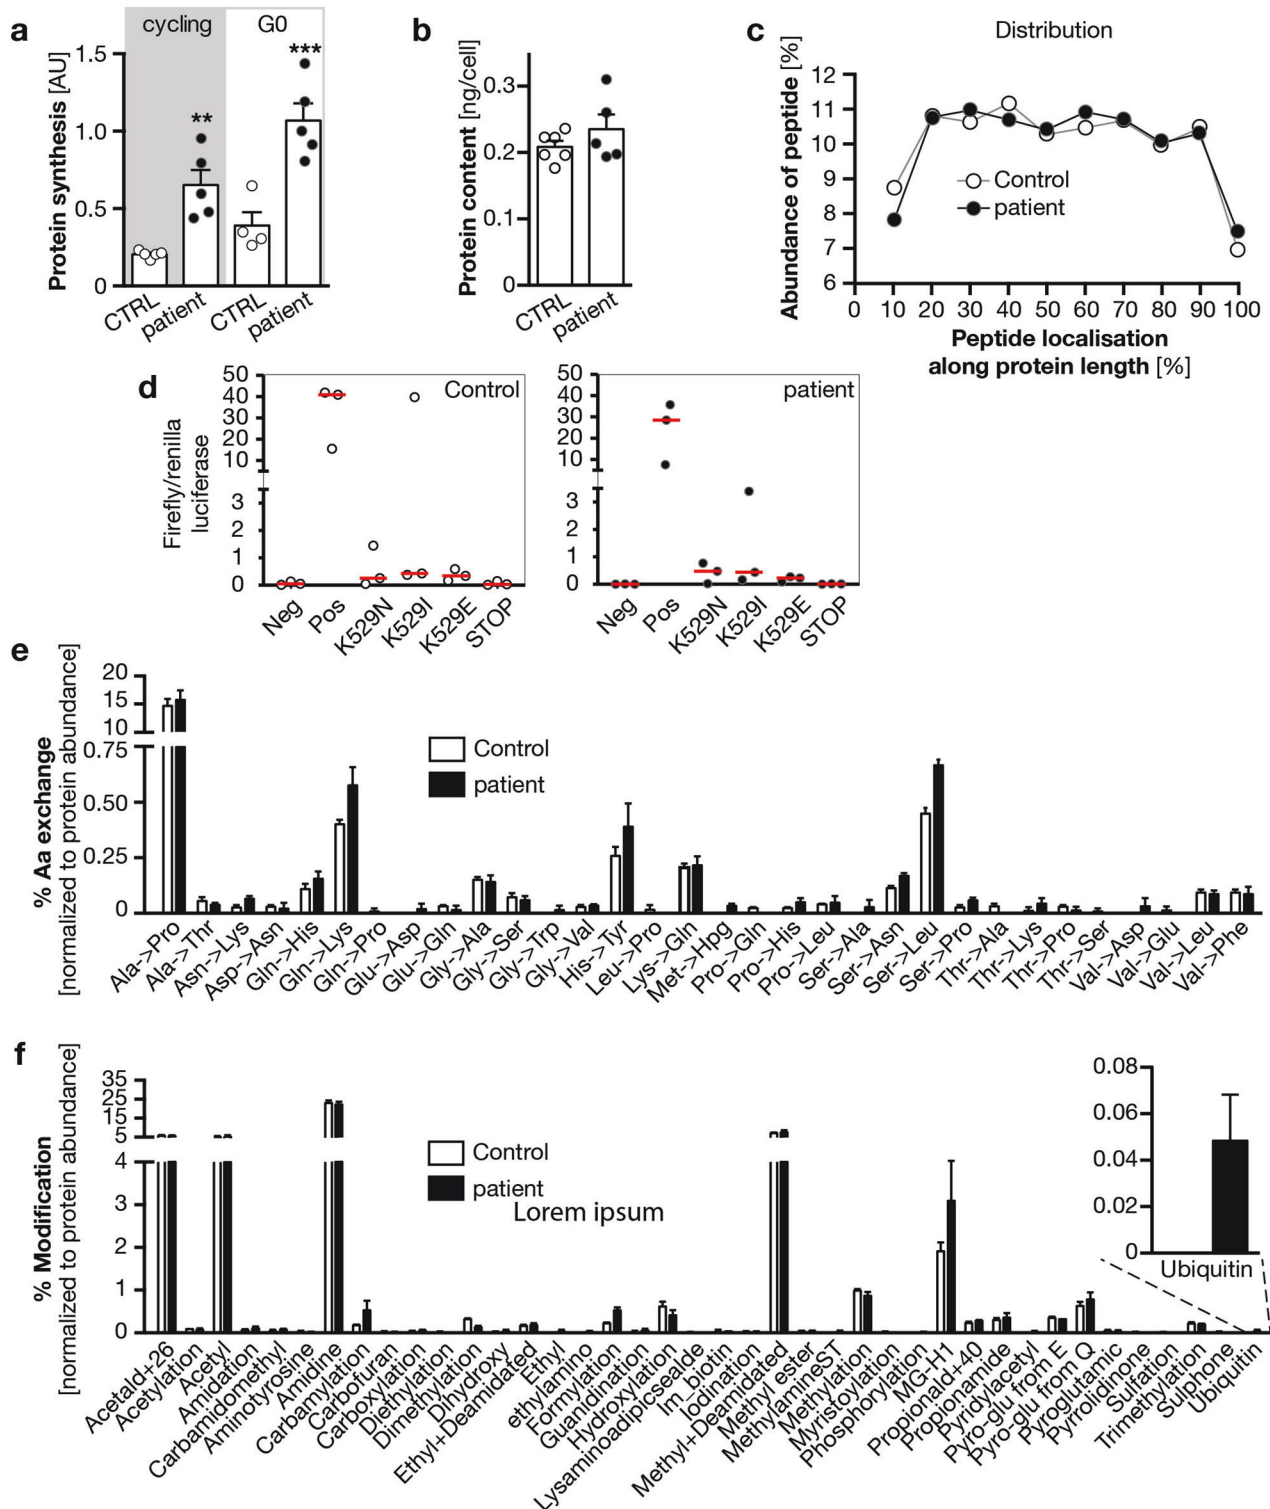 a
cycling
G0
Protein synthesis [AU]
1.5
1.0
0.5
0
**
***
CTRL
patient
CTRL
patient
b
Protein content [ng/cell]
0.3
0.2
0.1
0
CTRL
patient
c
Distribution
Abundance of peptide [%]
12
11
10
9
8
7
6
Control
patient
0 10 20 30 40 50 60 70 80 90 100
Peptide localisation
along protein length [%]
d
Firefly/renilla
luciferase
50
40
30
20
10
3
2
1
0
Control
Neg
Pos
K529N
K529I
K529E
STOP
50
40
30
20
10
3
2
1
0
patient
Neg
Pos
K529N
K529I
K529E
STOP
e
% Aa exchange
[normalized to protein abundance]
20
15
10
0.75
0.50
0.25
0
Control
patient
Ala->Pro
Ala->Thr
Asn->Lys
Asp->Asn
Gln->His
Gln->Lys
Gln->Pro
Glu->Asp
Glu->Gln
Gly->Ala
Gly->Ser
Gly->Trp
Gly->Val
His->Tyr
Leu->Pro
Lys->Gln
Met->Hpg
Pro->Gln
Pro->His
Pro->Leu
Ser->Ala
Ser->Asn
Ser->Leu
Ser->Pro
Thr->Ala
Thr->Lys
Thr->Pro
Thr->Ser
Val->Asp
Val->Glu
Val->Leu
Val->Phe
f
% Modification
[normalized to protein abundance]
35
25
15
5
4
3
2
1
0
Control
patient
Lorem ipsum
0.08
0.06
0.04
0.02
0
Ubiquitin
Acetald+26
Acetylation
Acetyl
Amidation
Carbamidomethyl
Aminotyrosine
Amidine
Carbamylation
Carbofuran
Carboxylation
Diethylation
Dimethylation
Dihydroxy
Ethyl+Deamidated
Ethyl
ethylamino
Formylation
Guanidination
Hydroxylation
Lysaminoadipicsealde
Im_biotin
Iodination
Methyl+Deamidated
Methyl ester
MethylamineST
Methylation
Myristoylation
Phosphorylation
MG-H1
Propionald+40
Propionamide
Pyridylacetyl
Pyro-glu from E
Pyro-glu from Q
Pyroglutamic
Pyrrolidinone
Sulfation
Trimethylation
Sulphone
Ubiquitin